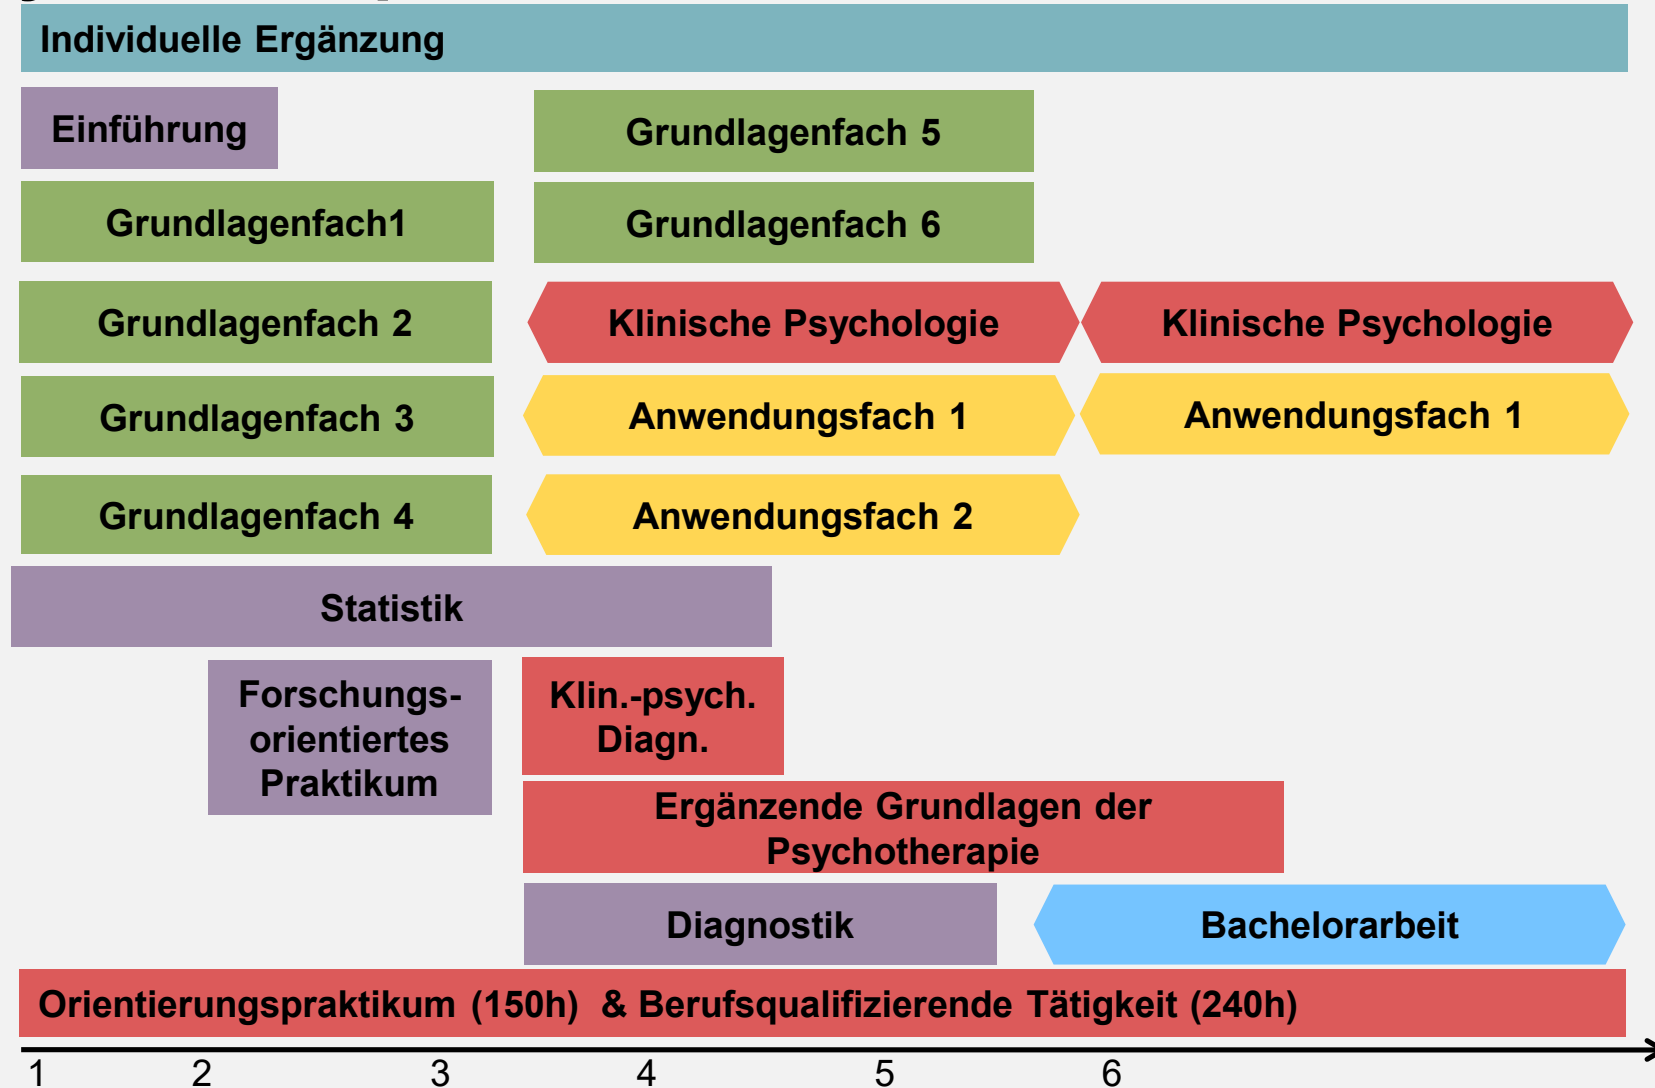 Individuelle Ergänzung
Einführung
Grundlagenfach 5
Grundlagenfach1
Grundlagenfach 6
Grundlagenfach 2
Klinische Psychologie
Klinische Psychologie
Grundlagenfach 3
Anwendungsfach 1
Anwendungsfach 1
Grundlagenfach 4
Anwendungsfach 2
Statistik
Forschungs-
orientiertes
Praktikum
Klin.-psych.
Diagn.
Ergänzende Grundlagen der
Psychotherapie
Diagnostik
Bachelorarbeit
Orientierungspraktikum (150h) & Berufsqualifizierende Tätigkeit (240h)
1 2 3 4 5 6